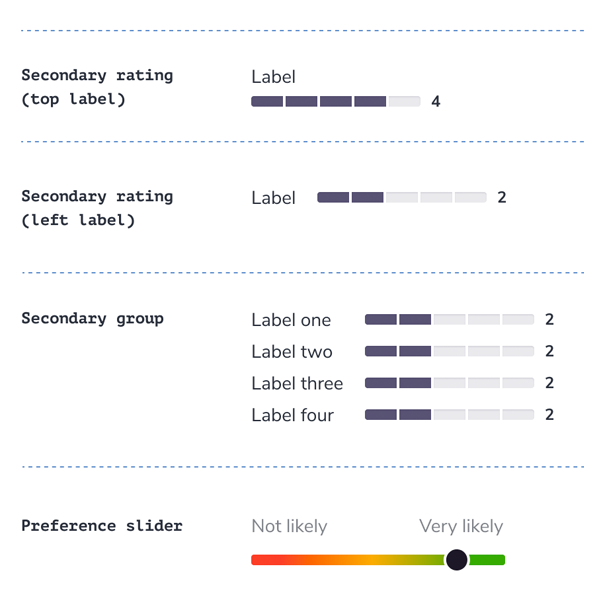 Secondary rating
(top label)
Label
4
Secondary rating
(left label)
Label 2
Secondary group
Label one 2
Label two 2
Label three 2
Label four 2
Preference slider
Not likely Very likely